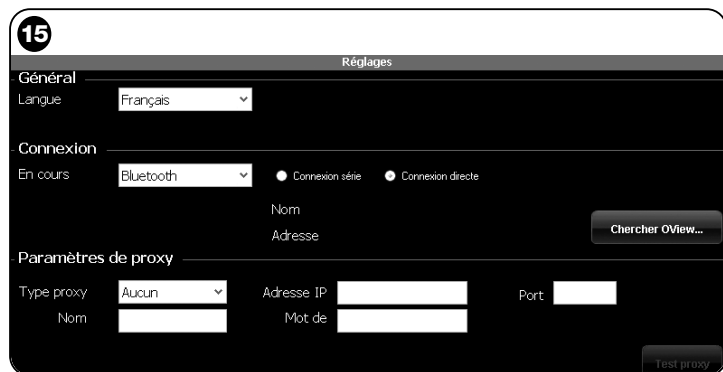 15
Réglages
Général
Langue Français
Connexion
En cours Bluetooth Connexion série Connexion directe
Nom
Adresse
Chercher OView...
Paramètres de proxy
Type proxy Aucun Adresse IP Port
Nom Mot de
Test proxy